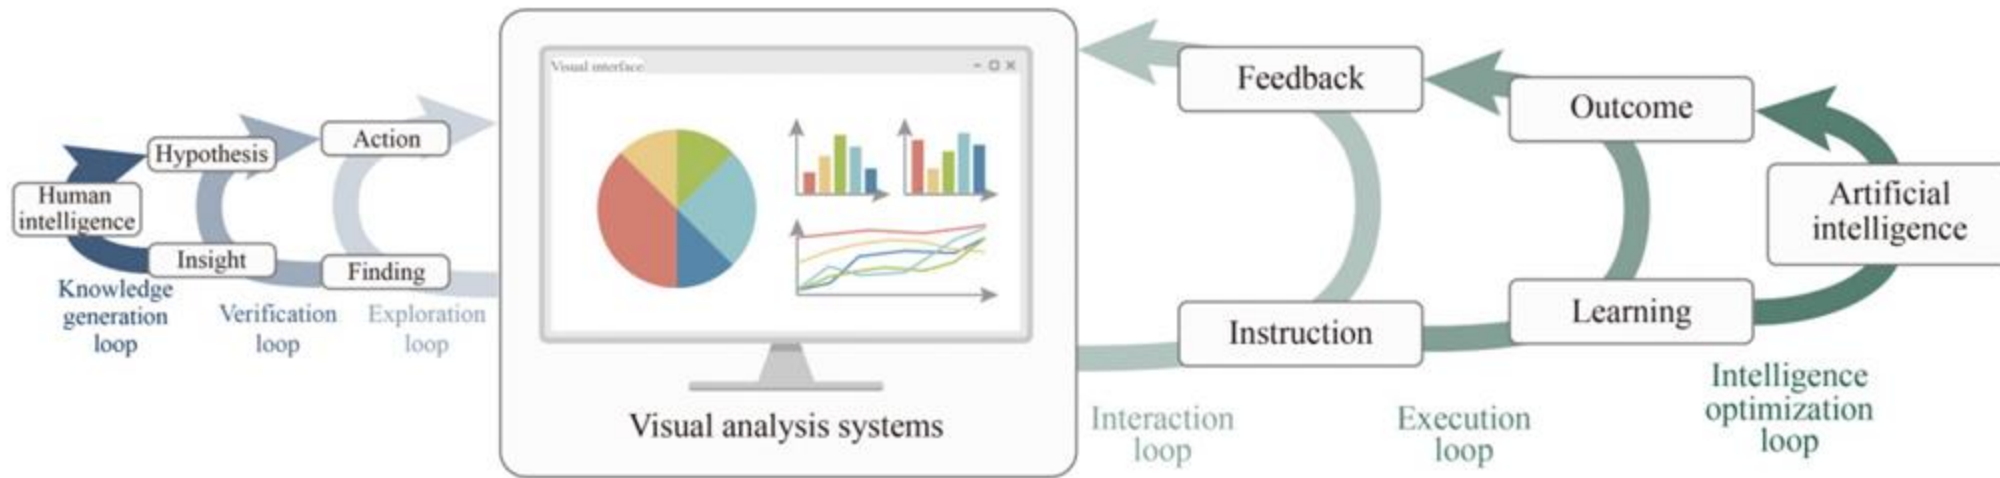 Human
intelligence
Hypothesis
Action
Insight
Finding
Knowledge
generation
loop
Verification
loop
Exploration
loop
Visual interface
Visual analysis systems
Feedback
Outcome
Artificial
intelligence
Instruction
Learning
Interaction
loop
Execution
loop
Intelligence
optimization
loop